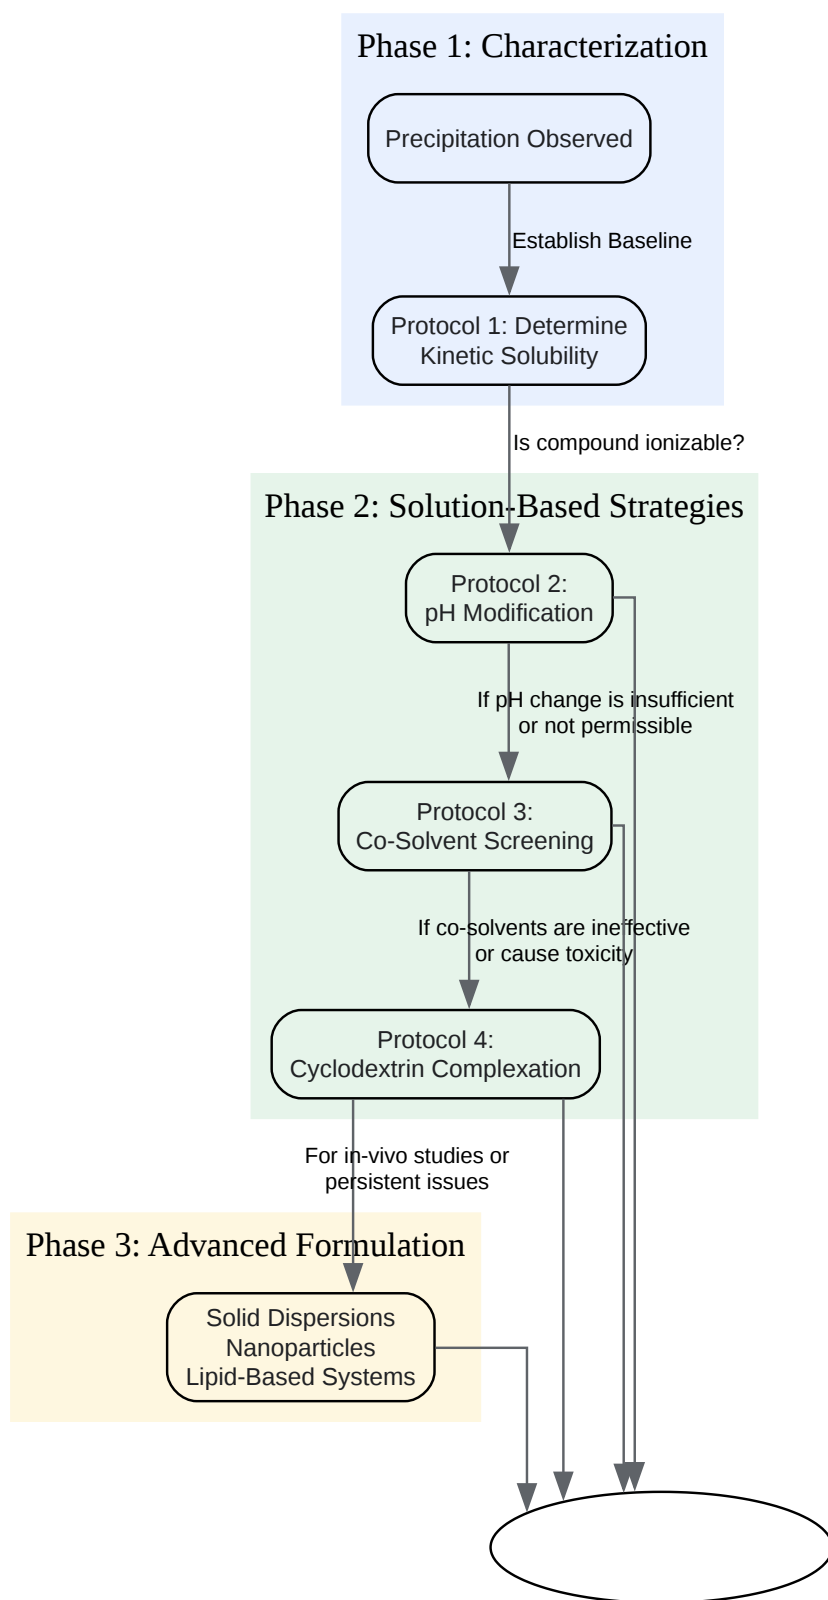 Phase 1: Characterization
Precipitation Observed
Establish Baseline
Protocol 1: Determine
Kinetic Solubility
Is compound ionizable?
Phase 2: Solution-Based Strategies
Protocol 2:
pH Modification
If pH change is insufficient
or not permissible
Protocol 3:
Co-Solvent Screening
If co-solvents are ineffective
or cause toxicity
Protocol 4:
Cyclodextrin Complexation
For in-vivo studies or
persistent issues
Phase 3: Advanced Formulation
Solid Dispersions
Nanoparticles
Lipid-Based Systems